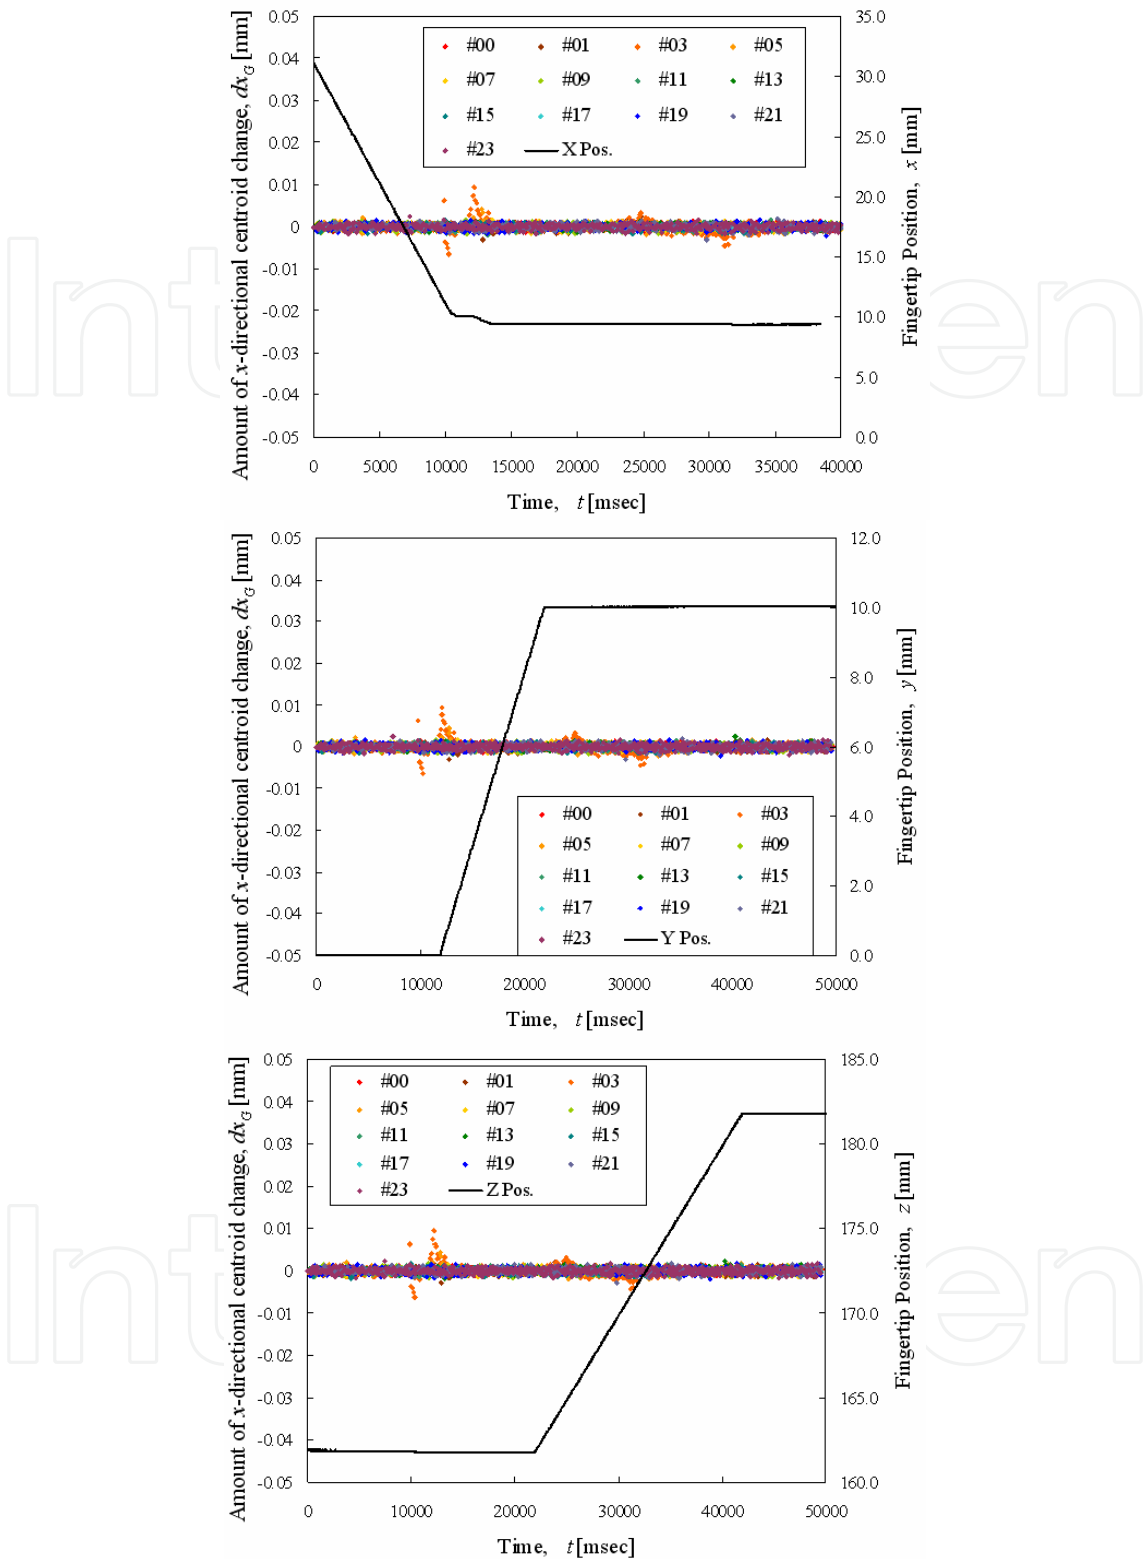 0.05
0.04
0.03
0.02
0.01
0
-0.01
-0.02
-0.03
-0.04
-0.05
Amount of x-directional centroid change, dxG [mm]
#00 #01 #03 #05
#07 #09 #11 #13
#15 #17 #19 #21
#23 X Pos.
35.0
30.0
25.0
20.0
15.0
10.0
5.0
0.0
Fingertip Position, x [mm]
0 5000 10000 15000 20000 25000 30000 35000 40000
Time, t [msec]
0.05
0.04
0.03
0.02
0.01
0
-0.01
-0.02
-0.03
-0.04
-0.05
Amount of x-directional centroid change, dxG [mm]
#00 #01 #03
#05 #07 #09
#11 #13 #15
#17 #19 #21
#23 Y Pos.
12.0
10.0
8.0
6.0
4.0
2.0
0.0
Fingertip Position, y [mm]
0 10000 20000 30000 40000 50000
Time, t [msec]
0.05
0.04
0.03
0.02
0.01
0
-0.01
-0.02
-0.03
-0.04
-0.05
Amount of x-directional centroid change, dxG [mm]
#00 #01 #03
#05 #07 #09
#11 #13 #15
#17 #19 #21
#23 Z Pos.
185.0
180.0
175.0
170.0
165.0
160.0
Fingertip Position, z [mm]
0 10000 20000 30000 40000 50000
Time, t [msec]